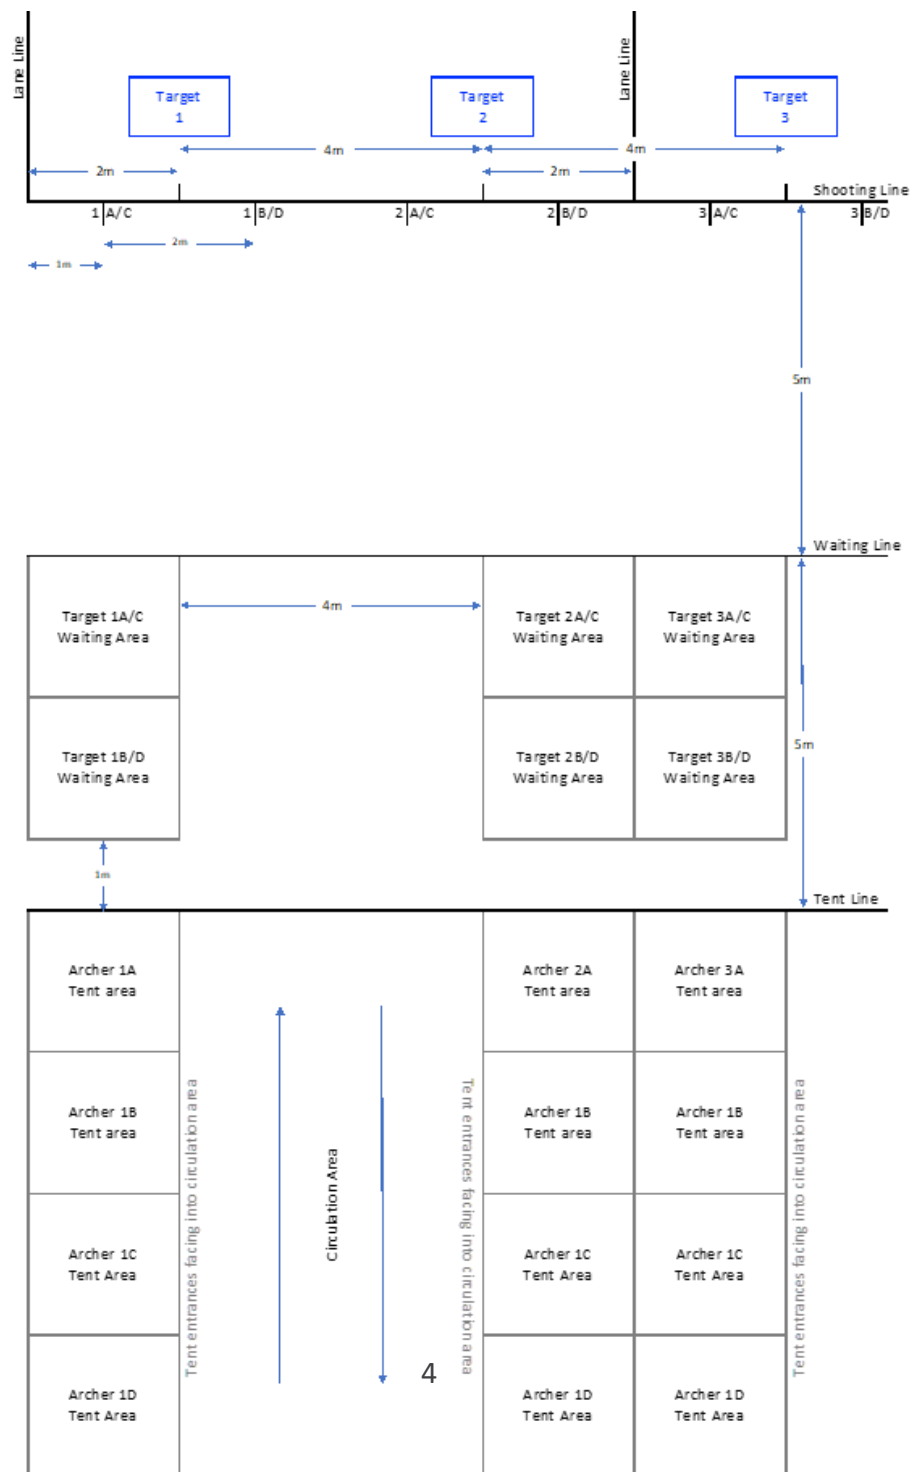 Lane Line
Lane Line
Target
1
Target
2
Target
3
4m
4m
2m
2m
Shooting Line
1 A/C
1 B/D
2 A/C
2 B/D
3 A/C
3 B/D
2m
1m
5m
Waiting Line
Target 1A/C
Waiting Area
4m
Target 2A/C
Waiting Area
Target 3A/C
Waiting Area
Target 1B/D
Waiting Area
Target 2B/D
Waiting Area
Target 3B/D
Waiting Area
5m
1m
Tent Line
Archer 1A
Tent area
Archer 2A
Tent area
Archer 3A
Tent area
Archer 1B
Tent area
Archer 1B
Tent area
Archer 1B
Tent area
Tent entrances facing into circulation area
Circulation Area
Tent entrances facing into circulation area
Tent entrances facing into circulation area
Archer 1C
Tent Area
Archer 1C
Tent Area
Archer 1C
Tent Area
4
Archer 1D
Tent Area
Archer 1D
Tent Area
Archer 1D
Tent Area